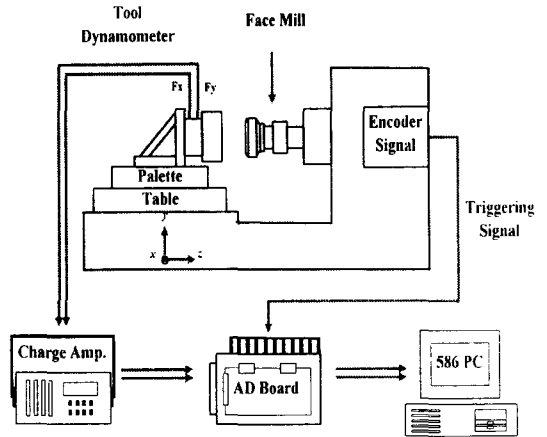 Tool
Dynamometer
Face Mill
Fx Fy
Encoder
Signal
Palette
Table
y
x z
Triggering
Signal
Charge Amp.
AD Board
586 PC